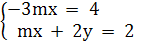 −3mx = 4
mx + 2y = 2